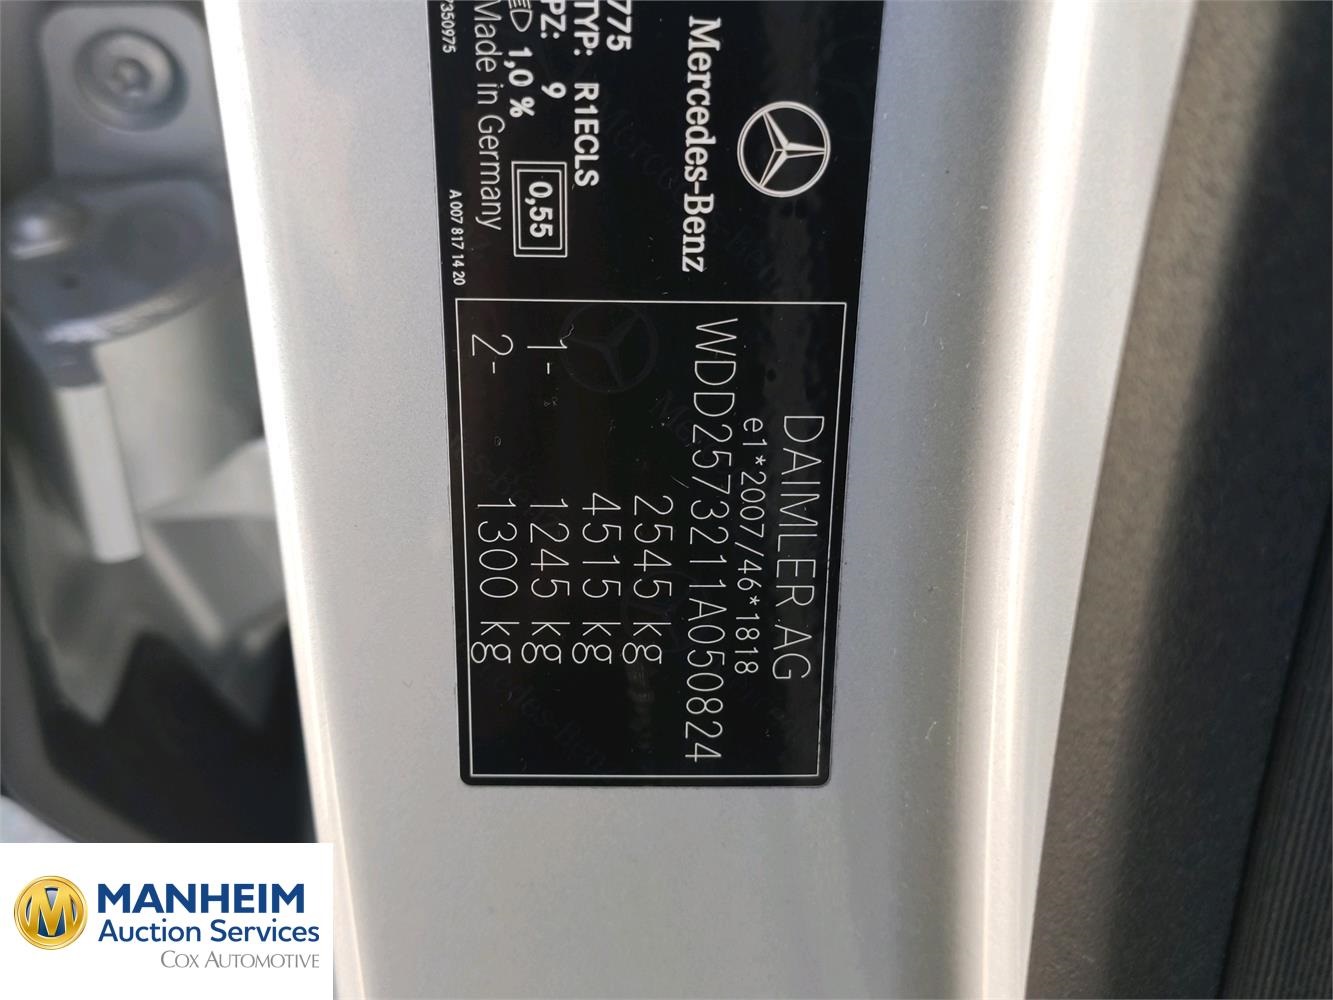 Mercedes-Benz
775
TYP: R1ECLS
PZ: 9
1,0 %
0,55
Made in Germany
7350975
A 007 817 14 20
DAIMLER AG
e1*2007/46*1818
WDD2573211A050824
2545 kg
4515 kg
1- 1245 kg
2- 1300 kg
MANHEIM
Auction Services
COX AUTOMOTIVE